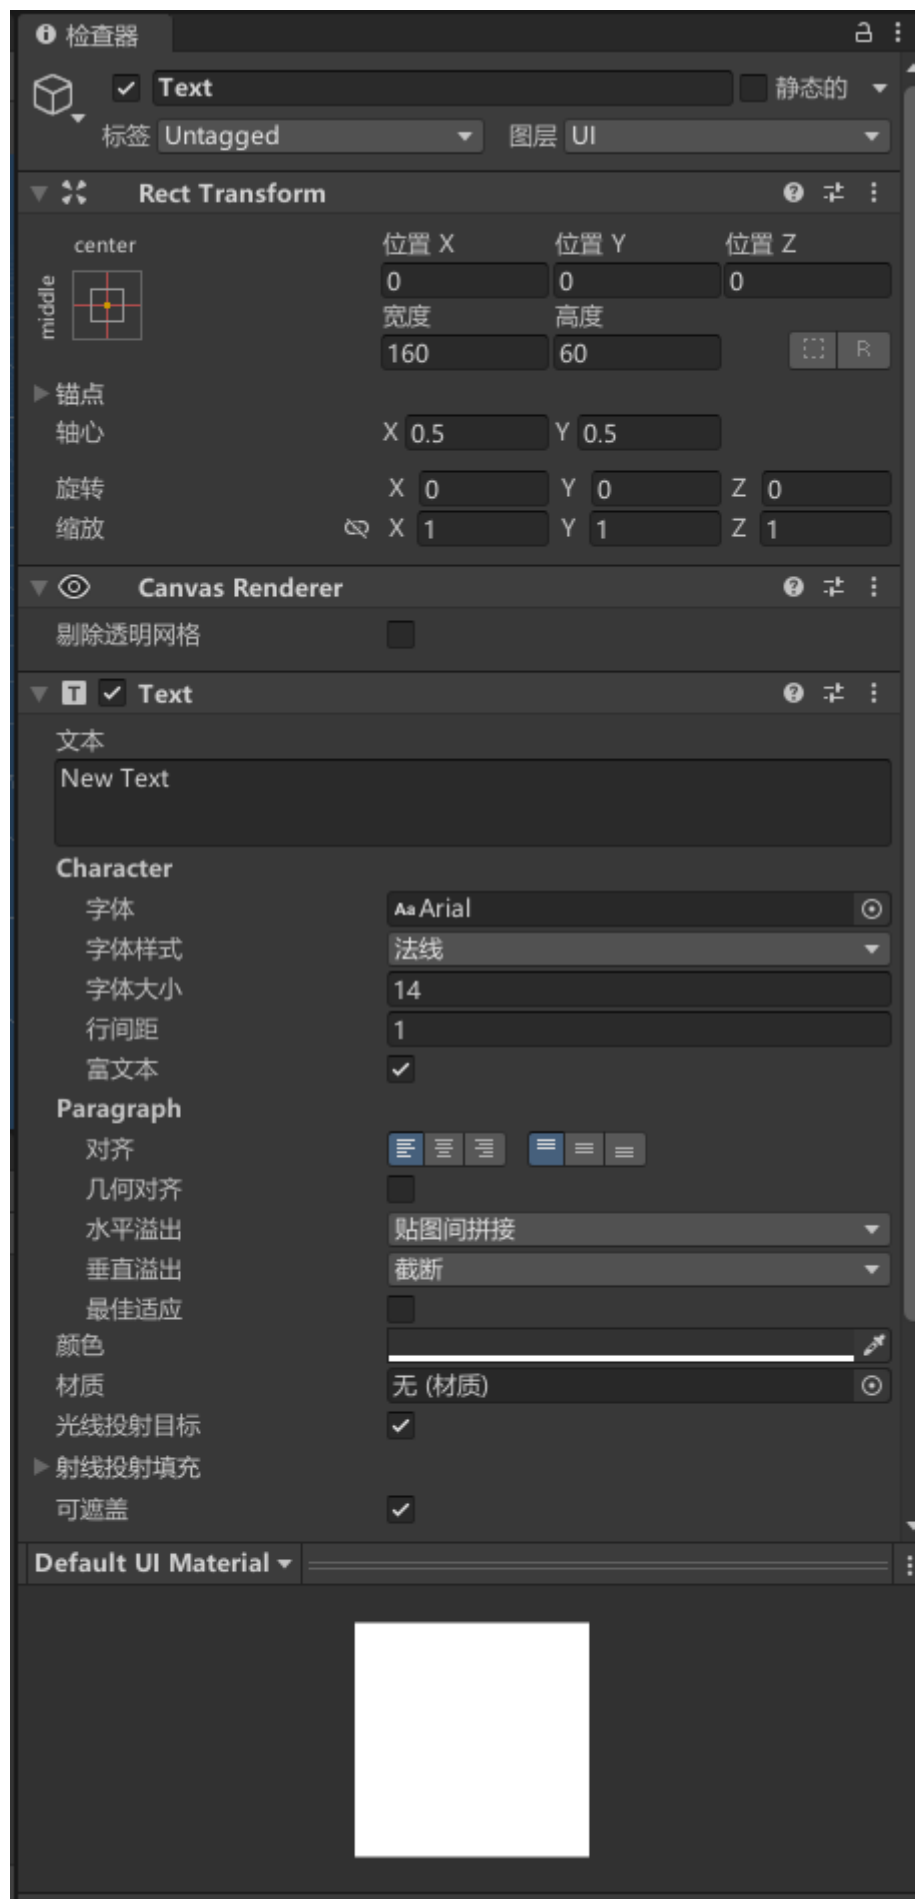 检查器
Text 静态的
标签 Untagged 图层 UI
Rect Transform
center 位置 X 位置 Y 位置 Z
middle 0 0 0
宽度 高度
160 60 R
锚点
轴心 X 0.5 Y 0.5
旋转 X 0 Y 0 Z 0
缩放 X 1 Y 1 Z 1
Canvas Renderer
剔除透明网格
T Text
文本
New Text
Character
字体 Aa Arial
字体样式 法线
字体大小 14
行间距 1
富文本
Paragraph
对齐
几何对齐
水平溢出 贴图间拼接
垂直溢出 截断
最佳适应
颜色
材质 无 (材质)
光线投射目标
射线投射填充
可遮盖
Default UI Material